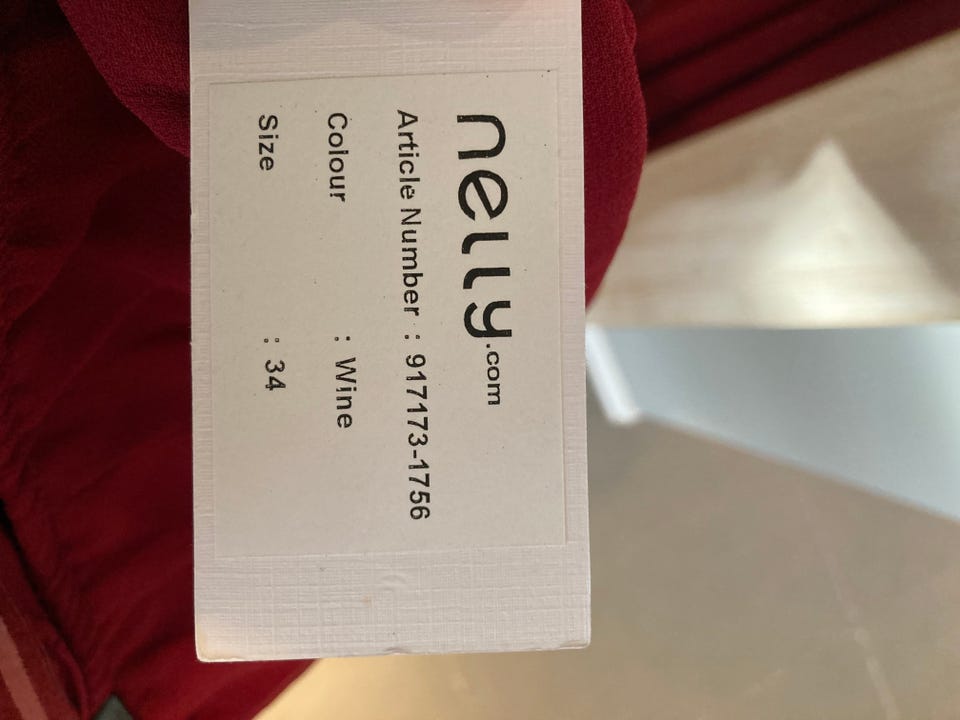 nelly.com
Article Number : 917173-1756
Colour : Wine
Size : 34